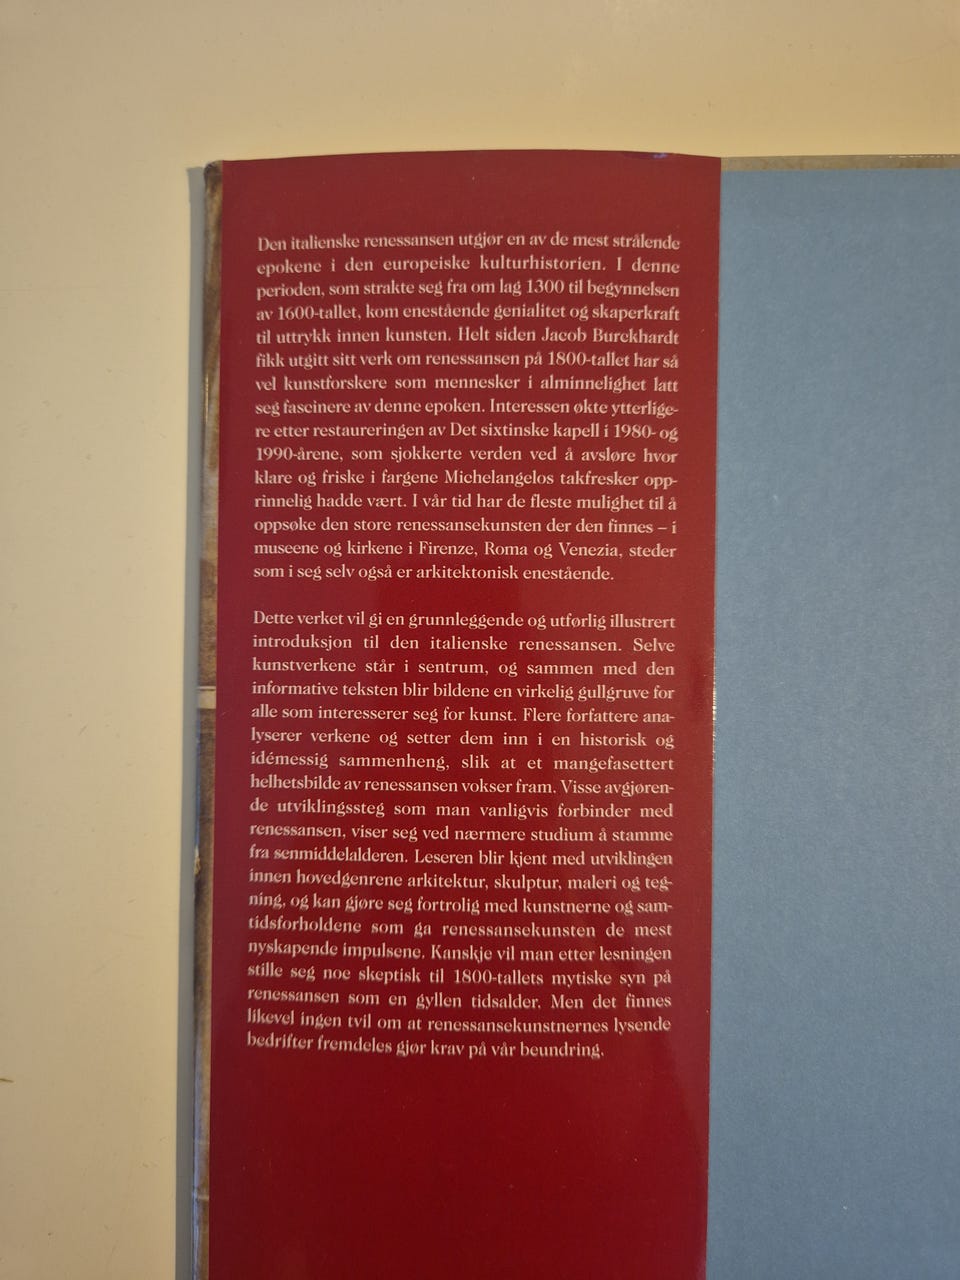 Den italienske renessansen utgjør en av de mest strålende
epokene i den europeiske kulturhistorien. I denne
perioden, som strakte seg fra om lag 1300 til begynnelsen
av 1600-tallet, kom enestående genialitet og skaperkraft
til uttrykk innen kunsten. Helt siden Jacob Burckhardt
fikk utgitt sitt verk om renessansen på 1800-tallet har så
vel kunstforskere som mennesker i alminnelighet latt
seg fascinere av denne epoken. Interessen økte ytterlige-
re etter restaureringen av Det sixtinske kapell i 1980- og
1990-årene, som sjokkerte verden ved å avsløre hvor
klare og friske i fargene Michelangelos takfresker opp-
rinnelig hadde vært. I vår tid har de fleste mulighet til å
oppsøke den store renessansekunsten der den finnes – i
museene og kirkene i Firenze, Roma og Venezia, steder
som i seg selv også er arkitektonisk enestående.
Dette verket vil gi en grunnleggende og utførlig illustrert
introduksjon til den italienske renessansen. Selve
kunstverkene står i sentrum, og sammen med den
informative teksten blir bildene en virkelig gullgruve for
alle som interesserer seg for kunst. Flere forfattere ana-
lyserer verkene og setter dem inn i en historisk og
idémessig sammenheng, slik at et mangefasettert
helhetsbilde av renessansen vokser fram. Visse avgjøren-
de utviklingssteg som man vanligvis forbinder med
renessansen, viser seg ved nærmere studium å stamme
fra senmiddelalderen. Leseren blir kjent med utviklingen
innen hovedgenrene arkitektur, skulptur, maleri og teg-
ning, og kan gjøre seg fortrolig med kunstnerne og sam-
tidsforholdene som ga renessansekunsten de mest
nyskapende impulsene. Kanskje vil man etter lesningen
stille seg noe skeptisk til 1800-tallets mytiske syn på
renessansen som en gyllen tidsalder. Men det finnes
likevel ingen tvil om at renessansekunstnernes lysende
bedrifter fremdeles gjør krav på vår beundring.